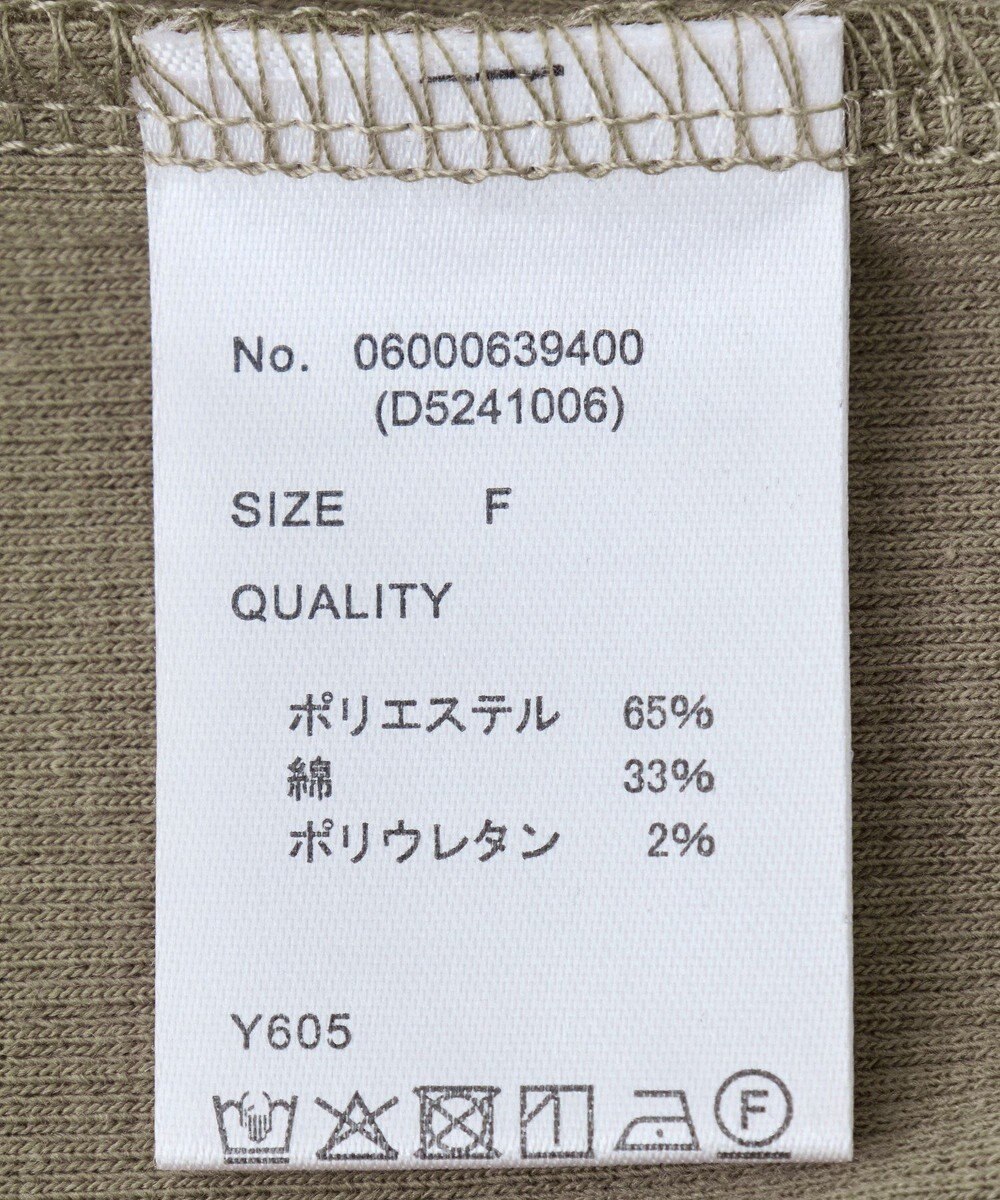 No. 06000639400
(D5241006)
SIZE F
QUALITY
ポリエステル 65%
綿 33%
ポリウレタン 2%
Y605
F